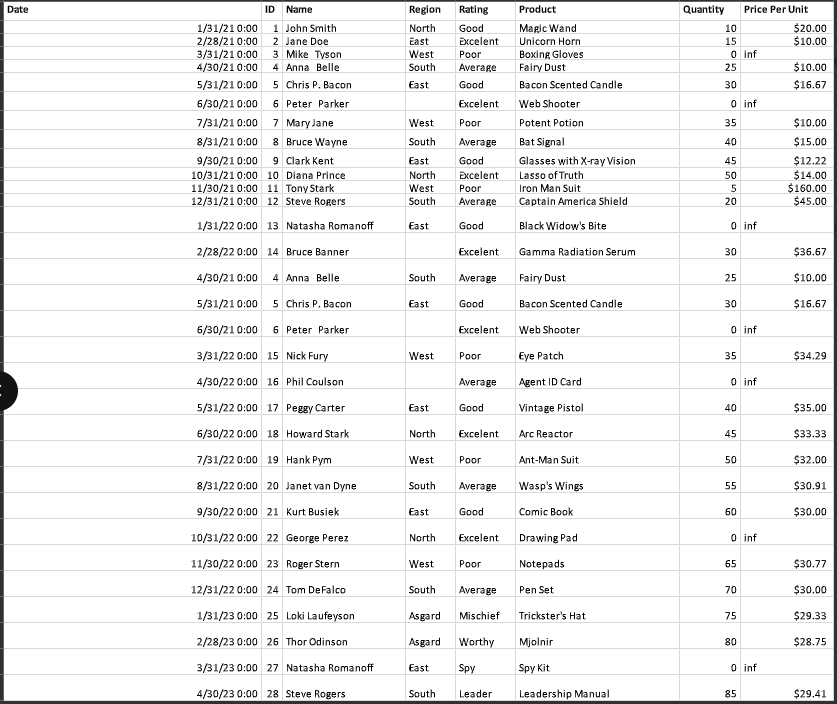 Date ID Name Region Rating Product Quantity Price Per Unit
1/31/21 0:00 1 John Smith North Good Magic Wand 10 $20.00
2/28/21 0:00 2 Jane Doe East Excelent Unicorn Horn 15 $10.00
3/31/21 0:00 3 Mike Tyson West Poor Boxing Gloves 0 inf
4/30/21 0:00 4 Anna Belle South Average Fairy Dust 25 $10.00
5/31/21 0:00 5 Chris P. Bacon East Good Bacon Scented Candle 30 $16.67
6/30/21 0:00 6 Peter Parker Excelent Web Shooter 0 inf
7/31/21 0:00 7 Mary Jane West Poor Potent Potion 35 $10.00
8/31/21 0:00 8 Bruce Wayne South Average Bat Signal 40 $15.00
9/30/21 0:00 9 Clark Kent East Good Glasses with X-ray Vision 45 $12.22
10/31/21 0:00 10 Diana Prince North Excelent Lasso of Truth 50 $14.00
11/30/21 0:00 11 Tony Stark West Poor Iron Man Suit 5 $160.00
12/31/21 0:00 12 Steve Rogers South Average Captain America Shield 20 $45.00
1/31/22 0:00 13 Natasha Romanoff East Good Black Widow's Bite 0 inf
2/28/22 0:00 14 Bruce Banner Excelent Gamma Radiation Serum 30 $36.67
4/30/21 0:00 4 Anna Belle South Average Fairy Dust 25 $10.00
5/31/21 0:00 5 Chris P. Bacon East Good Bacon Scented Candle 30 $16.67
6/30/21 0:00 6 Peter Parker Excelent Web Shooter 0 inf
3/31/22 0:00 15 Nick Fury West Poor Eye Patch 35 $34.29
4/30/22 0:00 16 Phil Coulson Average Agent ID Card 0 inf
5/31/22 0:00 17 Peggy Carter East Good Vintage Pistol 40 $35.00
6/30/22 0:00 18 Howard Stark North Excelent Arc Reactor 45 $33.33
7/31/22 0:00 19 Hank Pym West Poor Ant-Man Suit 50 $32.00
8/31/22 0:00 20 Janet van Dyne South Average Wasp's Wings 55 $30.91
9/30/22 0:00 21 Kurt Busiek East Good Comic Book 60 $30.00
10/31/22 0:00 22 George Perez North Excelent Drawing Pad 0 inf
11/30/22 0:00 23 Roger Stern West Poor Notepads 65 $30.77
12/31/22 0:00 24 Tom DeFalco South Average Pen Set 70 $30.00
1/31/23 0:00 25 Loki Laufeyson Asgard Mischief Trickster's Hat 75 $29.33
2/28/23 0:00 26 Thor Odinson Asgard Worthy Mjolnir 80 $28.75
3/31/23 0:00 27 Natasha Romanoff East Spy Spy Kit 0 inf
4/30/23 0:00 28 Steve Rogers South Leader Leadership Manual 85 $29.41